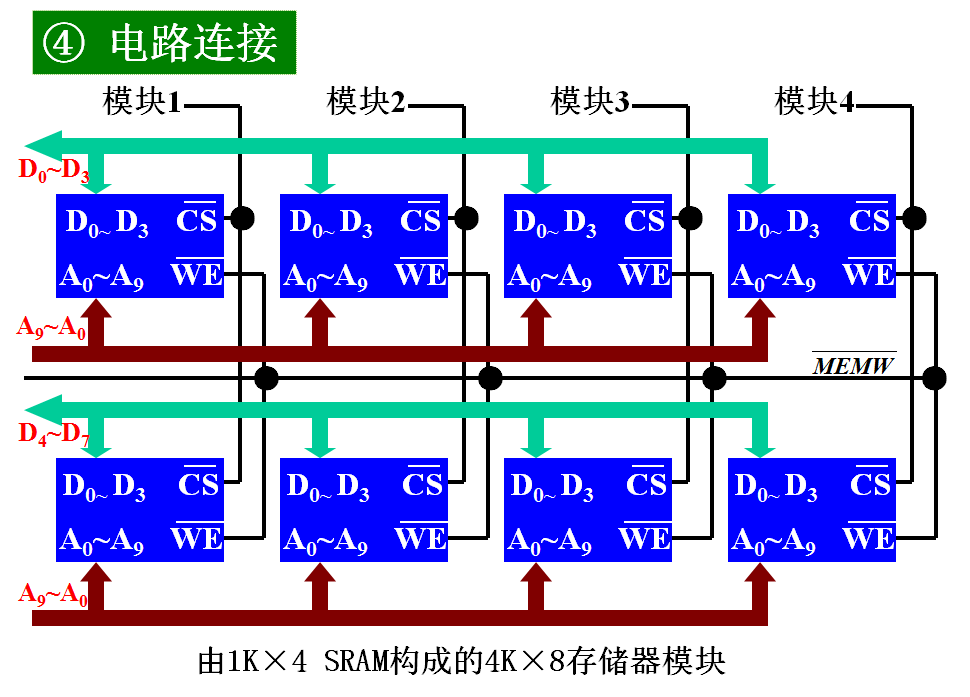 ④ 电路连接
模块1 模块2 模块3 模块4
D0~D3
D0~ D3 CS D0~ D3 CS D0~ D3 CS D0~ D3 CS
A0~A9 WE A0~A9 WE A0~A9 WE A0~A9 WE
A9~A0
MEMW
D4~D7
D0~ D3 CS D0~ D3 CS D0~ D3 CS D0~ D3 CS
A0~A9 WE A0~A9 WE A0~A9 WE A0~A9 WE
A9~A0
由1K×4 SRAM构成的4K×8存储器模块